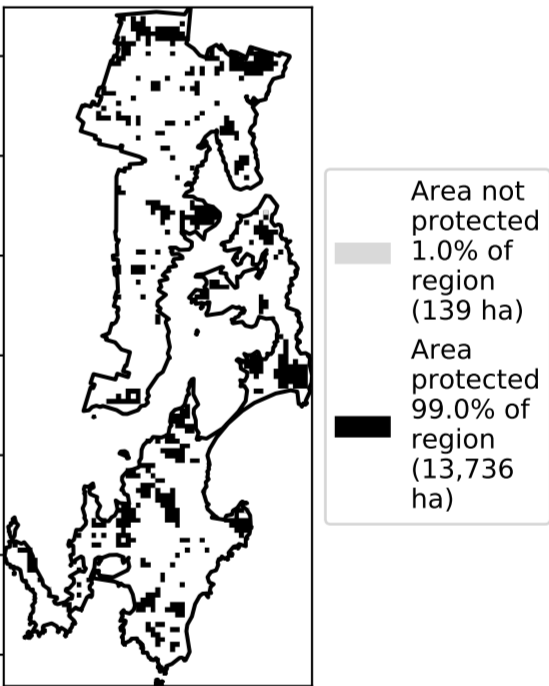 Area not
protected
1.0% of
region
(139 ha)
Area
protected
99.0% of
region
(13,736
ha)